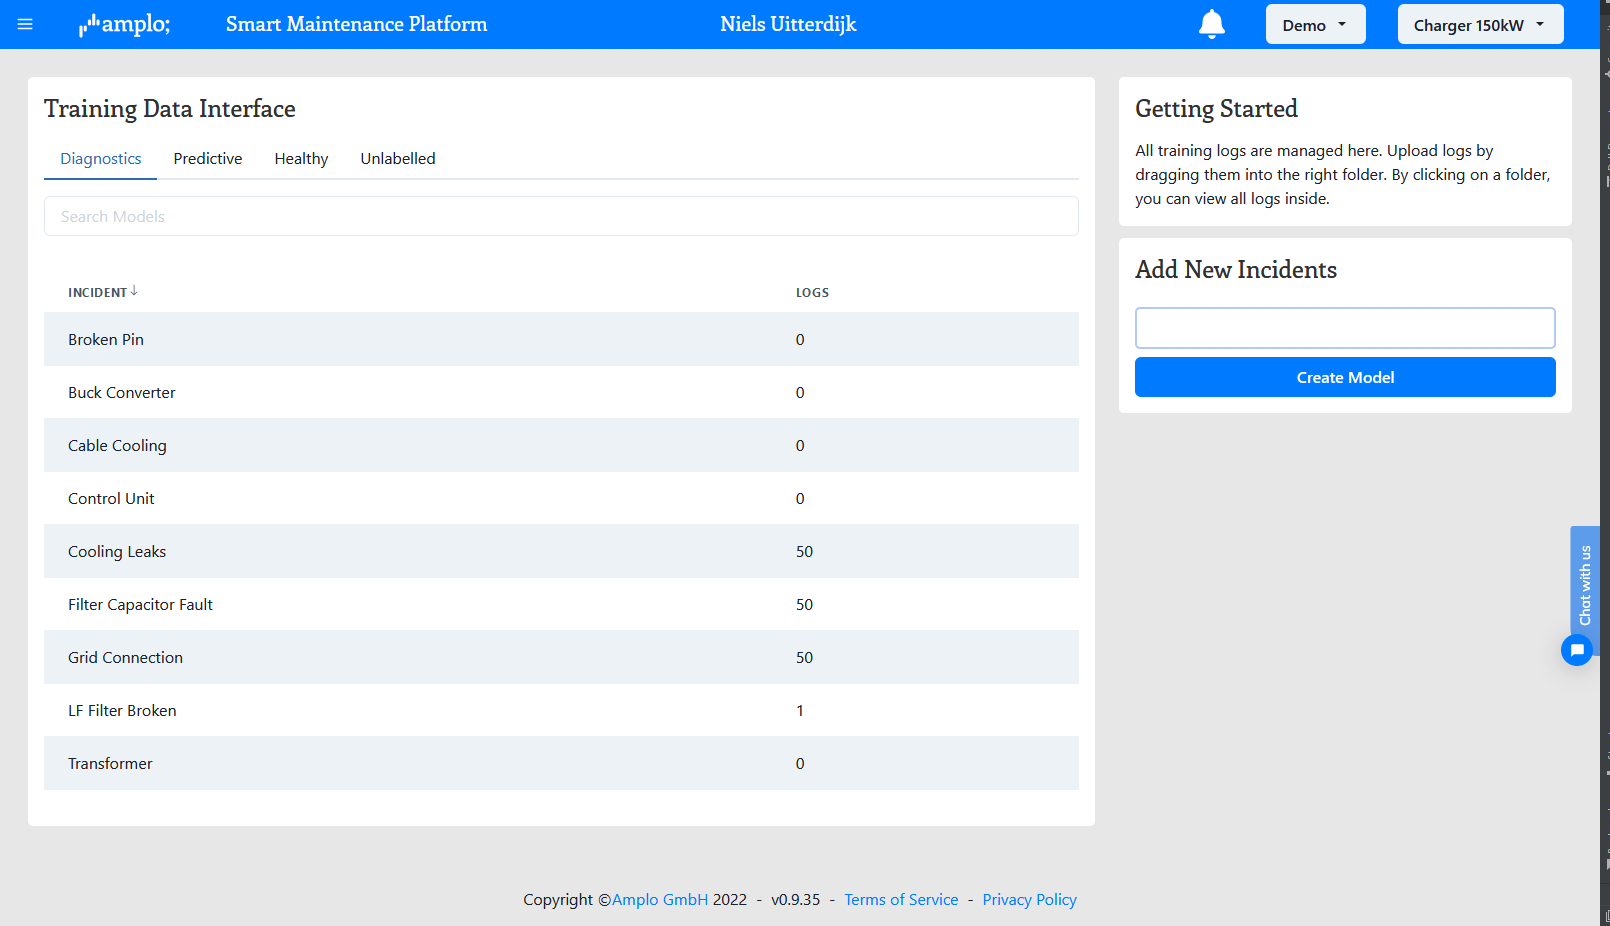 amplo;
Smart Maintenance Platform
Niels Uitterdijk
Demo
Charger 150kW
Training Data Interface
Diagnostics
Predictive
Healthy
Unlabelled
Search Models
INCIDENT
LOGS
Broken Pin 0
Buck Converter 0
Cable Cooling 0
Control Unit 0
Cooling Leaks 50
Filter Capacitor Fault 50
Grid Connection 50
LF Filter Broken 1
Transformer 0
Getting Started
All training logs are managed here. Upload logs by
dragging them into the right folder. By clicking on a folder,
you can view all logs inside.
Add New Incidents
Create Model
Chat with us
Copyright ©Amplo GmbH 2022 - v0.9.35 - Terms of Service - Privacy Policy